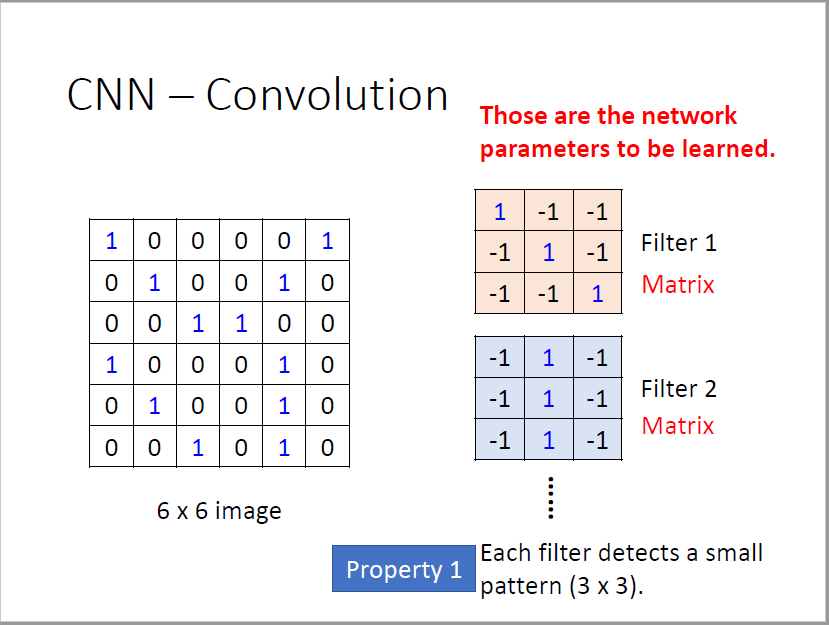 CNN – Convolution
Those are the network
parameters to be learned.
1 0 0 0 0 1
0 1 0 0 1 0
0 0 1 1 0 0
1 0 0 0 1 0
0 1 0 0 1 0
0 0 1 0 1 0
6 x 6 image
1 -1 -1
-1 1 -1
-1 -1 1
Filter 1
Matrix
-1 1 -1
-1 1 -1
-1 1 -1
Filter 2
Matrix
Property 1
Each filter detects a small
pattern (3 x 3).